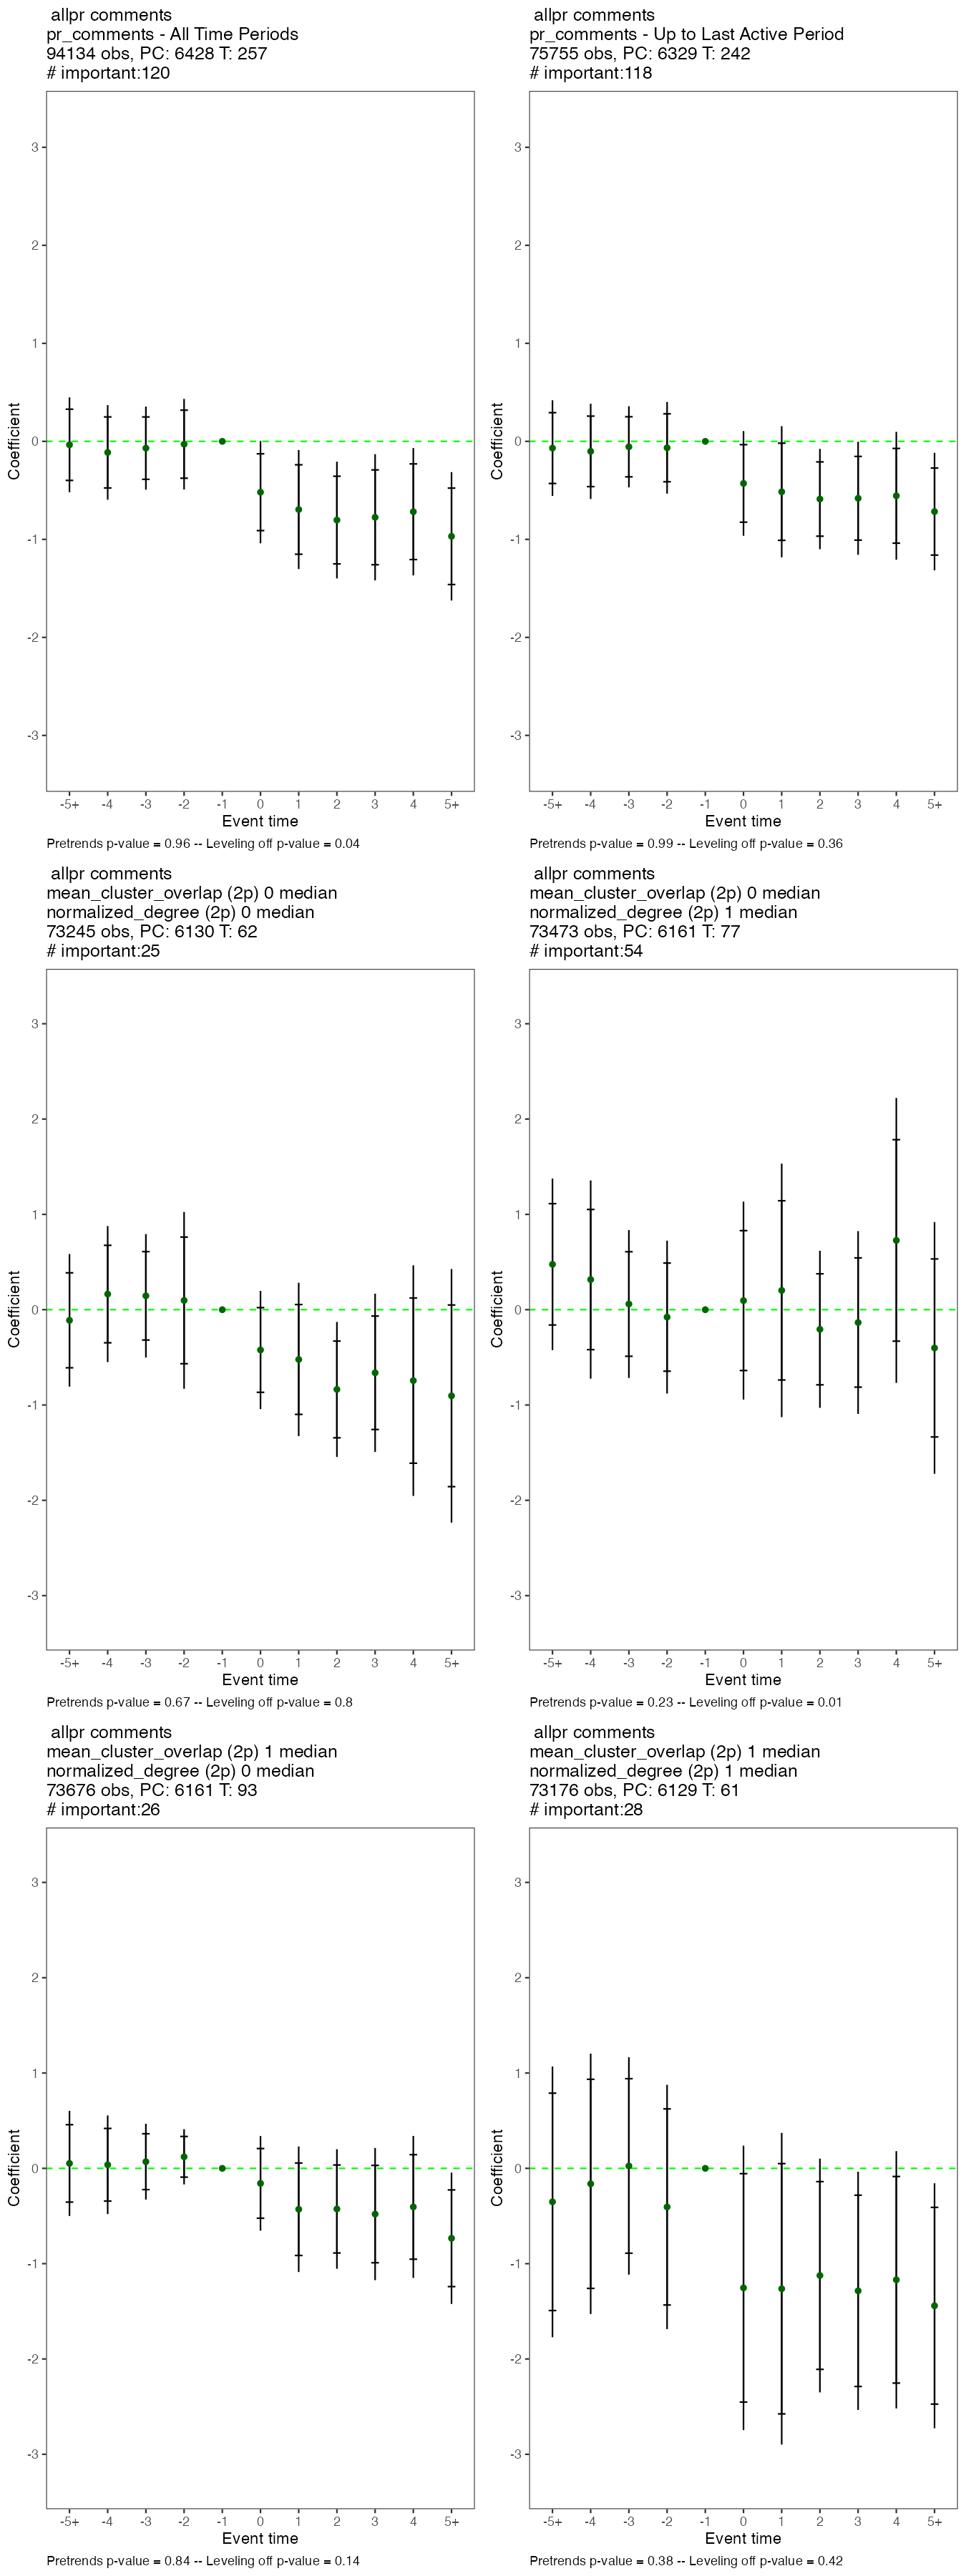 allpr comments
pr_comments - All Time Periods
94134 obs, PC: 6428 T: 257
# important:120
3
2
1
0
-1
-2
-3
Coefficient
-5+ -4 -3 -2 -1 0 1 2 3 4 5+
Event time
Pretrends p-value = 0.96 -- Leveling off p-value = 0.04
allpr comments
pr_comments - Up to Last Active Period
75755 obs, PC: 6329 T: 242
# important:118
3
2
1
0
-1
-2
-3
Coefficient
-5+ -4 -3 -2 -1 0 1 2 3 4 5+
Event time
Pretrends p-value = 0.99 -- Leveling off p-value = 0.36
allpr comments
mean_cluster_overlap (2p) 0 median
normalized_degree (2p) 0 median
73245 obs, PC: 6130 T: 62
# important:25
3
2
1
0
-1
-2
-3
Coefficient
-5+ -4 -3 -2 -1 0 1 2 3 4 5+
Event time
Pretrends p-value = 0.67 -- Leveling off p-value = 0.8
allpr comments
mean_cluster_overlap (2p) 0 median
normalized_degree (2p) 1 median
73473 obs, PC: 6161 T: 77
# important:54
3
2
1
0
-1
-2
-3
Coefficient
-5+ -4 -3 -2 -1 0 1 2 3 4 5+
Event time
Pretrends p-value = 0.23 -- Leveling off p-value = 0.01
allpr comments
mean_cluster_overlap (2p) 1 median
normalized_degree (2p) 0 median
73676 obs, PC: 6161 T: 93
# important:26
3
2
1
0
-1
-2
-3
Coefficient
-5+ -4 -3 -2 -1 0 1 2 3 4 5+
Event time
Pretrends p-value = 0.84 -- Leveling off p-value = 0.14
allpr comments
mean_cluster_overlap (2p) 1 median
normalized_degree (2p) 1 median
73176 obs, PC: 6129 T: 61
# important:28
3
2
1
0
-1
-2
-3
Coefficient
-5+ -4 -3 -2 -1 0 1 2 3 4 5+
Event time
Pretrends p-value = 0.38 -- Leveling off p-value = 0.42